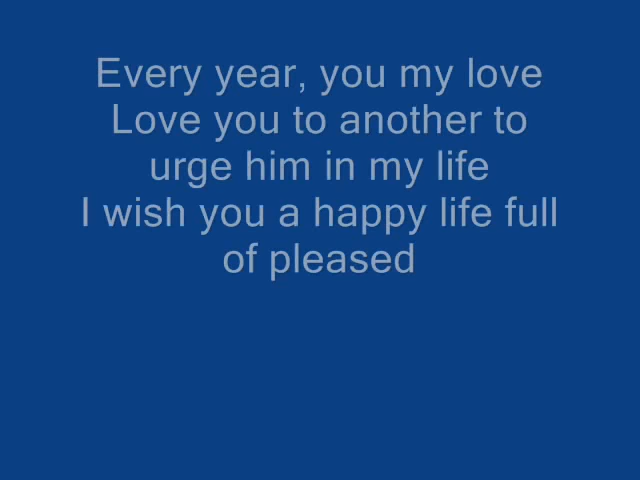 Every year, you my love
Love you to another to
urge him in my life
I wish you a happy life full
of pleased